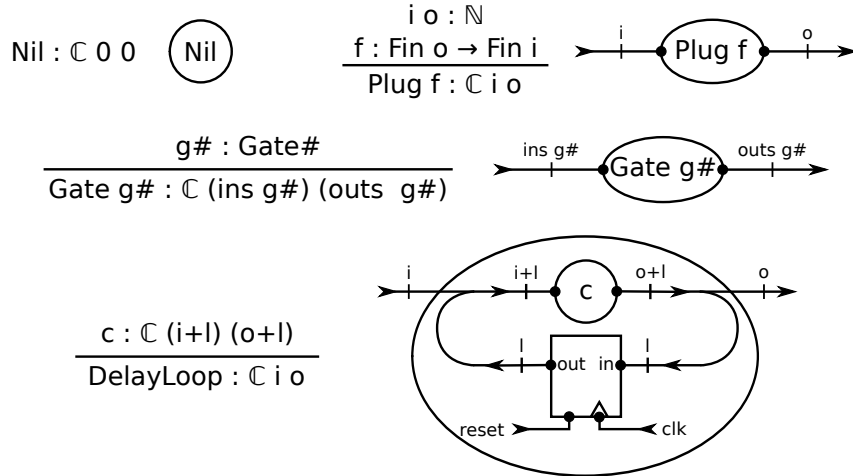 Nil : ℂ 0 0
Nil
i o : ℕ
f : Fin o → Fin i
Plug f : ℂ i o
i
Plug f
o
g# : Gate#
Gate g# : ℂ (ins g#) (outs g#)
ins g#
Gate g#
outs g#
c : ℂ (i+l) (o+l)
DelayLoop : ℂ i o
i
i+l
c
o+l
o
l
out
in
l
reset
clk